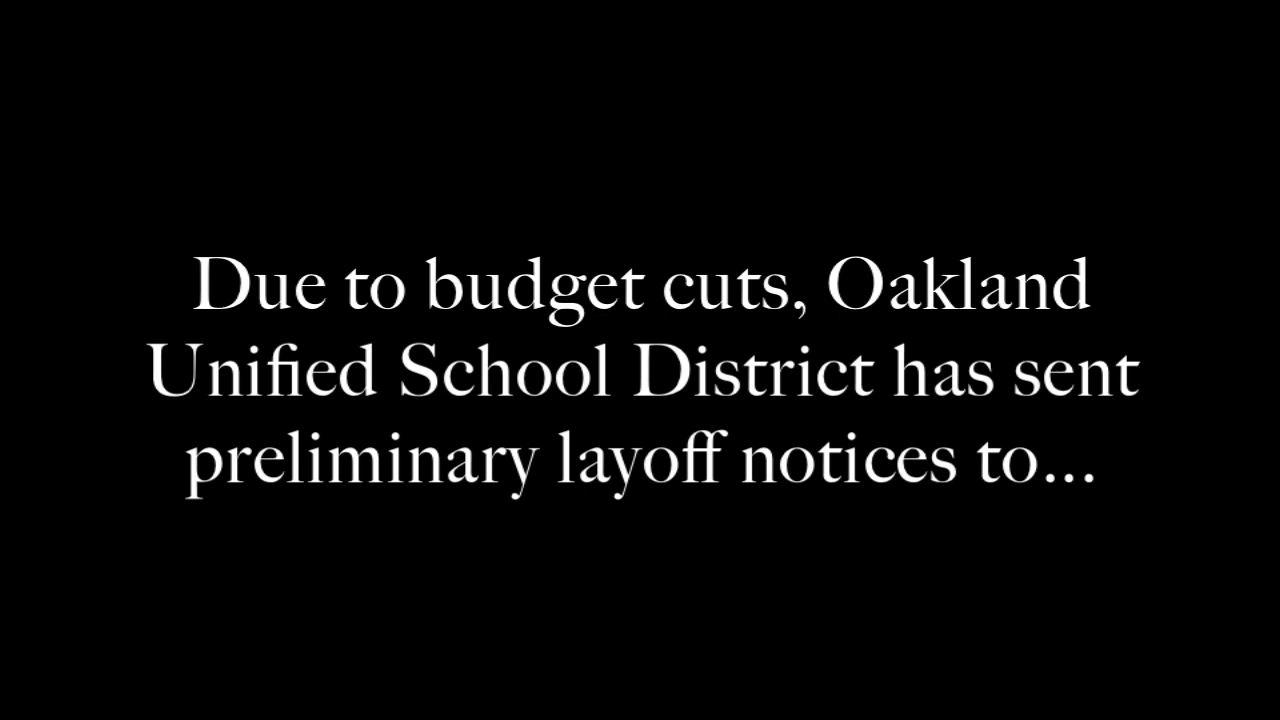 Due to budget cuts, Oakland
Unified School District has sent
preliminary layoff notices to...